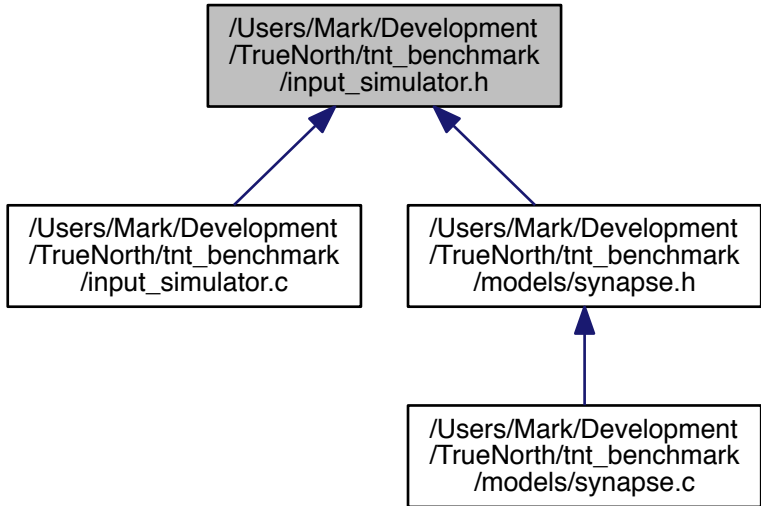 /Users/Mark/Development
/TrueNorth/tnt_benchmark
/input_simulator.h
/Users/Mark/Development
/TrueNorth/tnt_benchmark
/input_simulator.c
/Users/Mark/Development
/TrueNorth/tnt_benchmark
/models/synapse.h
/Users/Mark/Development
/TrueNorth/tnt_benchmark
/models/synapse.c